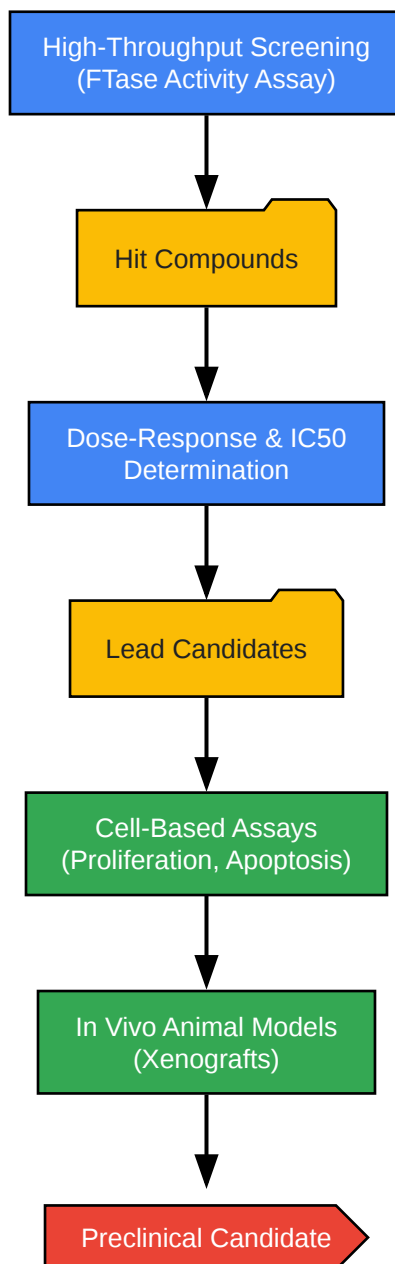 High-Throughput Screening
(FTase Activity Assay)
Hit Compounds
Dose-Response & IC50
Determination
Lead Candidates
Cell-Based Assays
(Proliferation, Apoptosis)
In Vivo Animal Models
(Xenografts)
Preclinical Candidate